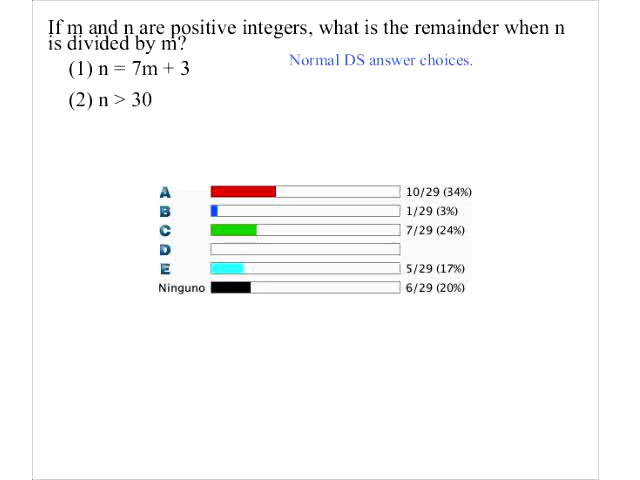 If m and n are positive integers, what is the remainder when n
is divided by m?
Normal DS answer choices.
(1) n = 7m + 3
(2) n > 30
A 10/29 (34%)
B 1/29 (3%)
C 7/29 (24%)
D
E 5/29 (17%)
Ninguno 6/29 (20%)